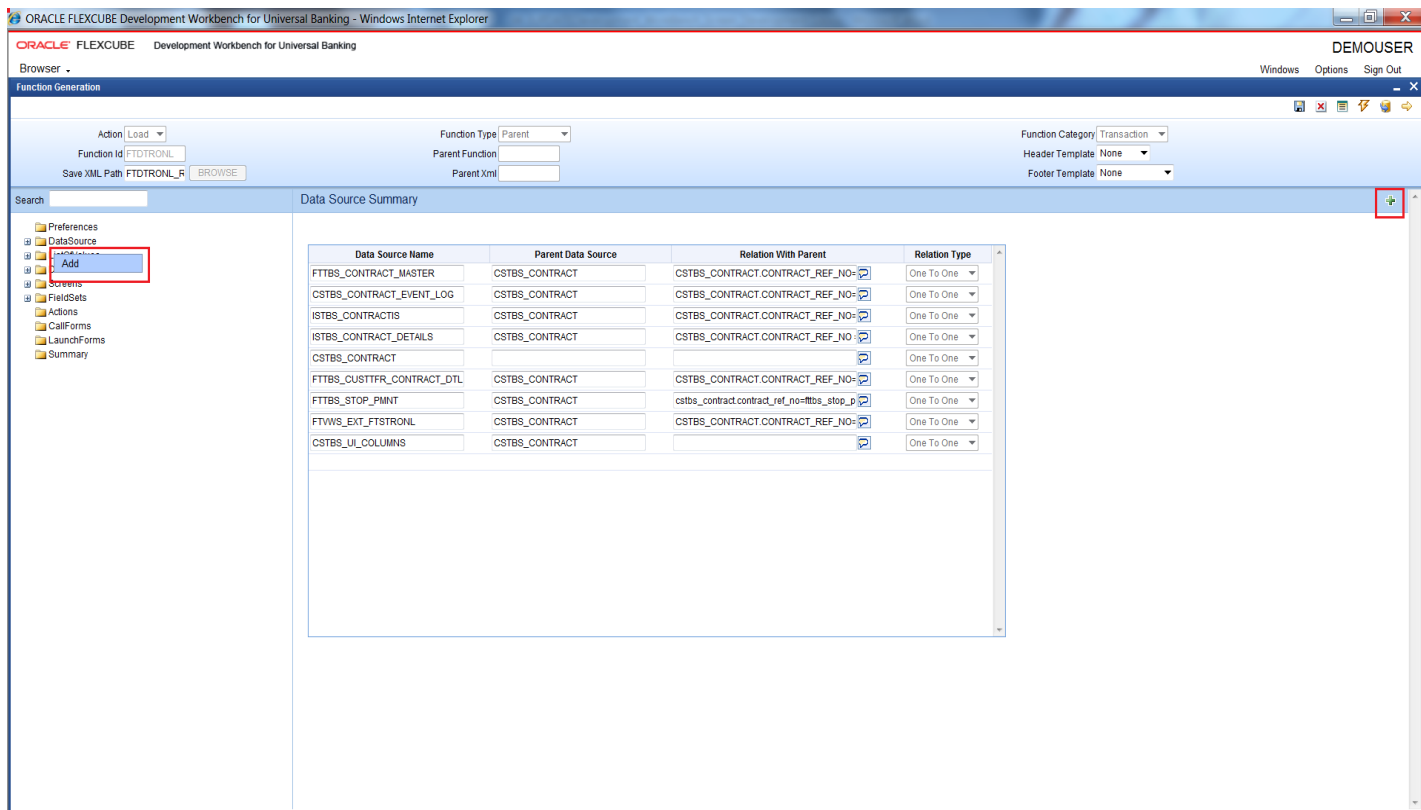 ORACLE FLEXCUBE Development Workbench for Universal Banking - Windows Internet Explorer
ORACLE FLEXCUBE Development Workbench for Universal Banking
DEMOUSER
Browser
Windows Options Sign Out
Function Generation
Action Load
Function Type Parent
Function Category Transaction
Function Id FTDTRONL
Parent Function
Header Template None
Save XML Path FTDTRONL_R BROWSE
Parent Xml
Footer Template None
Search
Data Source Summary
Preferences
DataSource
Add
Screens
FieldSets
Actions
CallForms
LaunchForms
Summary
Data Source Name Parent Data Source Relation With Parent Relation Type
FTTBS_CONTRACT_MASTER CSTBS_CONTRACT CSTBS_CONTRACT.CONTRACT_REF_NO= One To One
CSTBS_CONTRACT_EVENT_LOG CSTBS_CONTRACT CSTBS_CONTRACT.CONTRACT_REF_NO= One To One
ISTBS_CONTRACTIS CSTBS_CONTRACT CSTBS_CONTRACT.CONTRACT_REF_NO= One To One
ISTBS_CONTRACT_DETAILS CSTBS_CONTRACT CSTBS_CONTRACT.CONTRACT_REF_NO One To One
CSTBS_CONTRACT One To One
FTTBS_CUSTTFR_CONTRACT_DTL CSTBS_CONTRACT CSTBS_CONTRACT.CONTRACT_REF_NO= One To One
FTTBS_STOP_PMNT CSTBS_CONTRACT cstbs_contract.contract_ref_no=fttbs_stop_p One To One
FTVWS_EXT_FTSTRONL CSTBS_CONTRACT CSTBS_CONTRACT.CONTRACT_REF_NO= One To One
CSTBS_UI_COLUMNS CSTBS_CONTRACT One To One